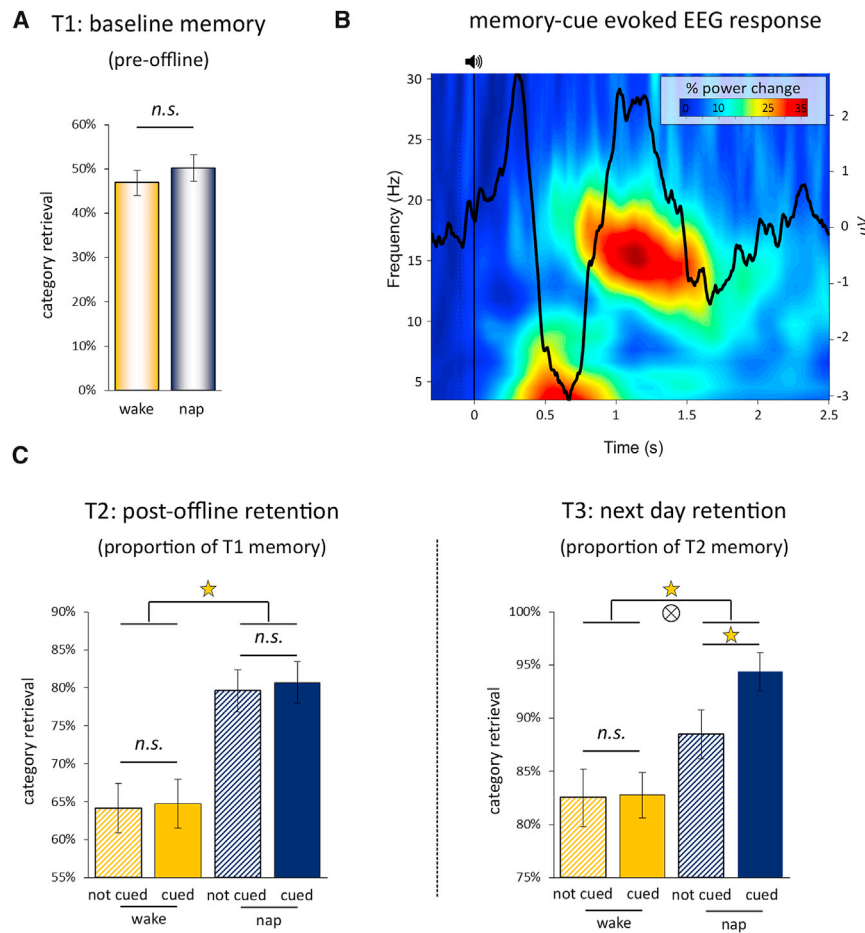 A
T1: baseline memory
(pre-offline)
n.s.
60%
50%
40%
30%
20%
10%
0%
category retrieval
wake nap
B
memory-cue evoked EEG response
% power change
0 10 25 35
30
25
20
15
10
5
Frequency (Hz)
2
1
0
-1
-2
-3
μV
0 0.5 1 1.5 2 2.5
Time (s)
C
T2: post-offline retention
(proportion of T1 memory)
90%
85%
80%
75%
70%
65%
60%
55%
category retrieval
n.s.
n.s.
not cued cued not cued cued
wake nap
T3: next day retention
(proportion of T2 memory)
100%
95%
90%
85%
80%
75%
category retrieval
n.s.
not cued cued not cued cued
wake nap